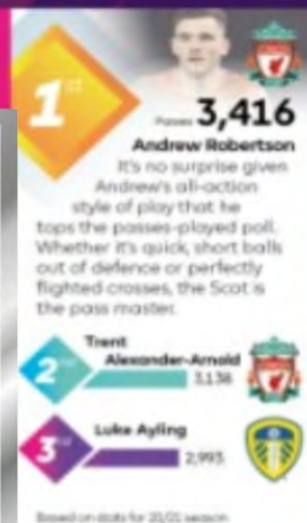 1st
Passes 3,416
Andrew Robertson
It's no surprise given
Andrew's all-action
style of play that he
tops the passes-played poll.
Whether it's quick, short balls
out of defence or perfectly
flighted crosses, the Scot is
the pass master.
2nd
Trent
Alexander-Arnold
3,136
3rd
Luke Ayling
2,993
Based on stats for 20/21 season